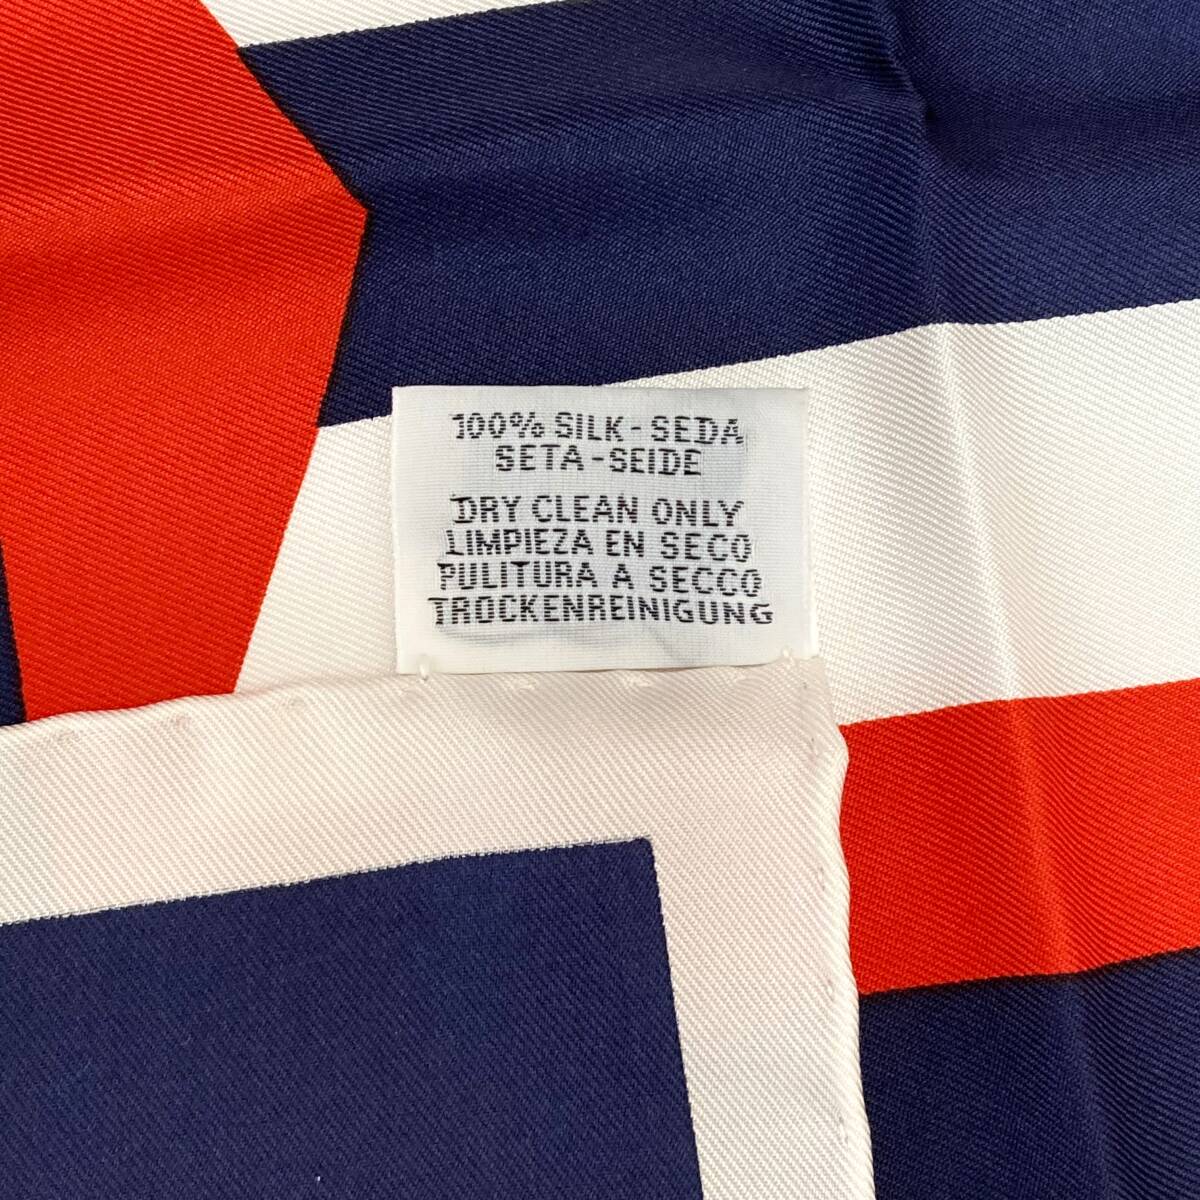 100% SILK-SEDA
SETA-SEIDE
DRY CLEAN ONLY
LIMPIEZA EN SECO
PULITURA A SECCO
TROCKENREINIGUNG